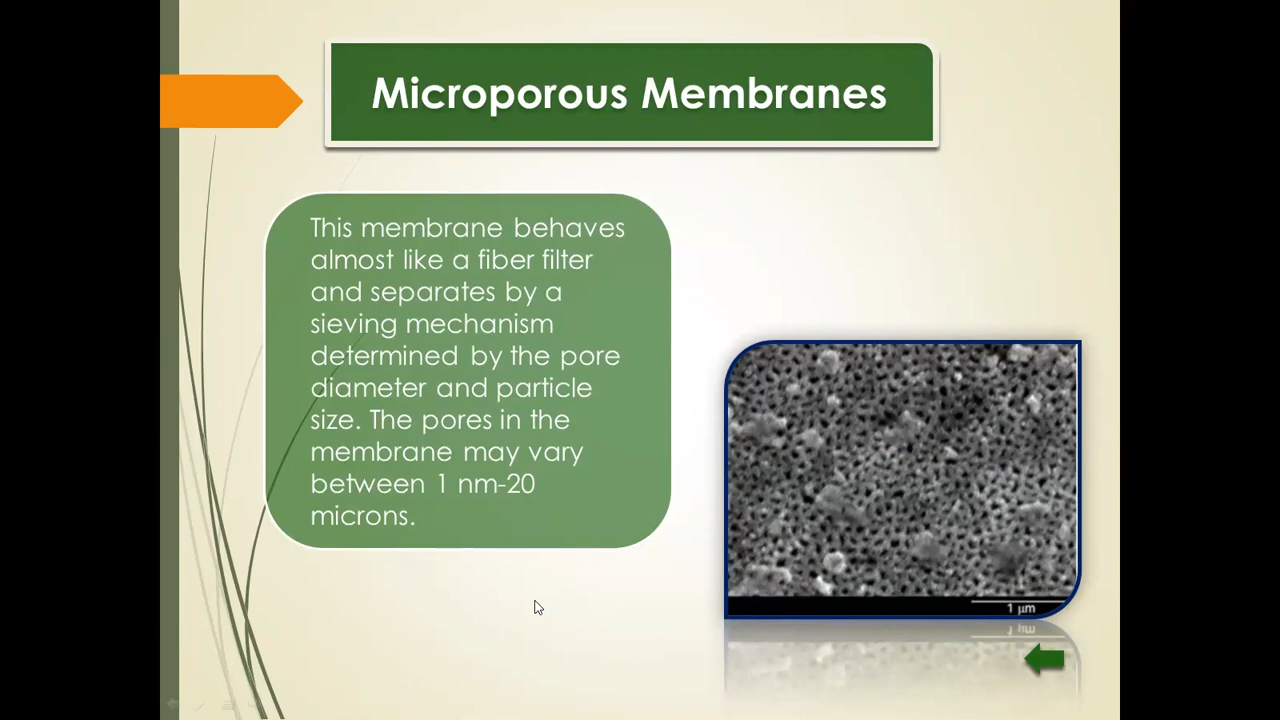 Microporous Membranes
This membrane behaves
almost like a fiber filter
and separates by a
sieving mechanism
determined by the pore
diameter and particle
size. The pores in the
membrane may vary
between 1 nm-20
microns.
1 µm